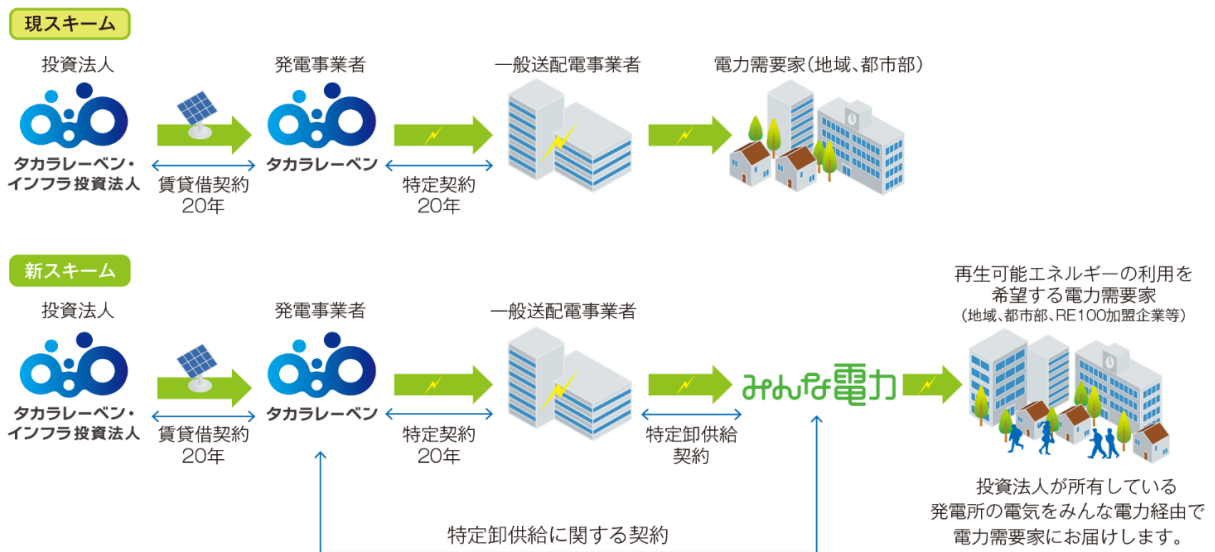 現スキーム
投資法人
発電事業者
一般送配電事業者
電力需要家(地域、都市部)
タカラレーベン・
インフラ投資法人
賃貸借契約
20年
タカラレーベン
特定契約
20年
新スキーム
投資法人
発電事業者
一般送配電事業者
再生可能エネルギーの利用を
希望する電力需要家
(地域、都市部、RE100加盟企業等)
タカラレーベン・
インフラ投資法人
賃貸借契約
20年
タカラレーベン
特定契約
20年
特定卸供給
契約
みんな電力
投資法人が所有している
発電所の電気をみんな電力経由で
電力需要家にお届けします。
特定卸供給に関する契約